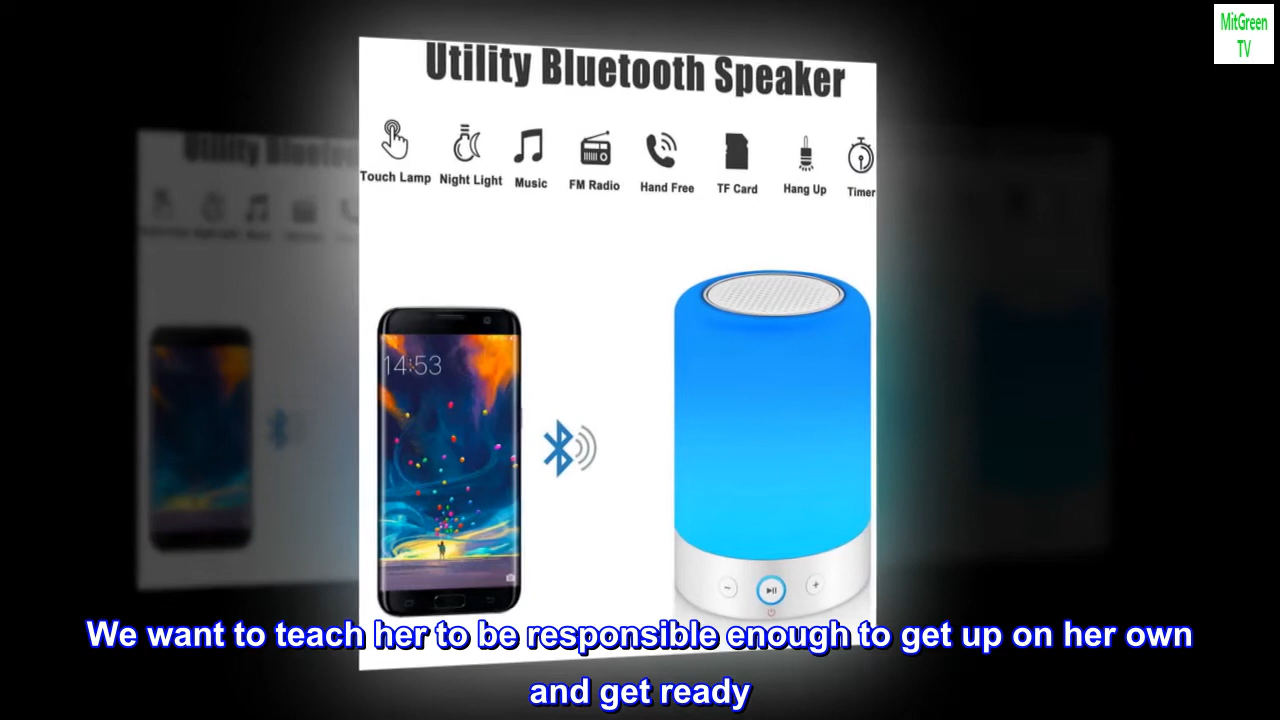 MitGreen
TV
Utility Bluetooth Speaker
Touch Lamp Night Light Music FM Radio Hand Free TF Card Hang Up Timer
14:53
We want to teach her to be responsible enough to get up on her own
and get ready